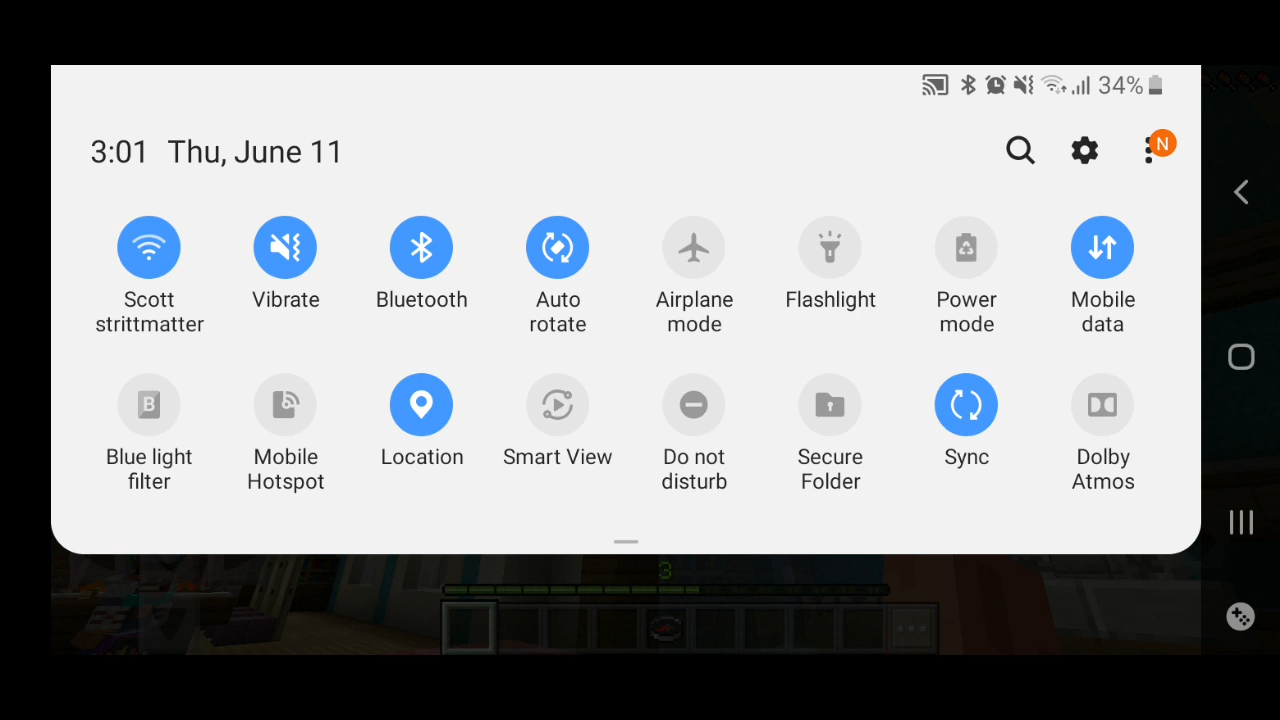 34%
3:01 Thu, June 11
N
Scott
strittmatter
Vibrate
Bluetooth
Auto
rotate
Airplane
mode
Flashlight
Power
mode
Mobile
data
B
Blue light
filter
Mobile
Hotspot
Location
Smart View
Do not
disturb
Secure
Folder
Sync
Dolby
Atmos
3